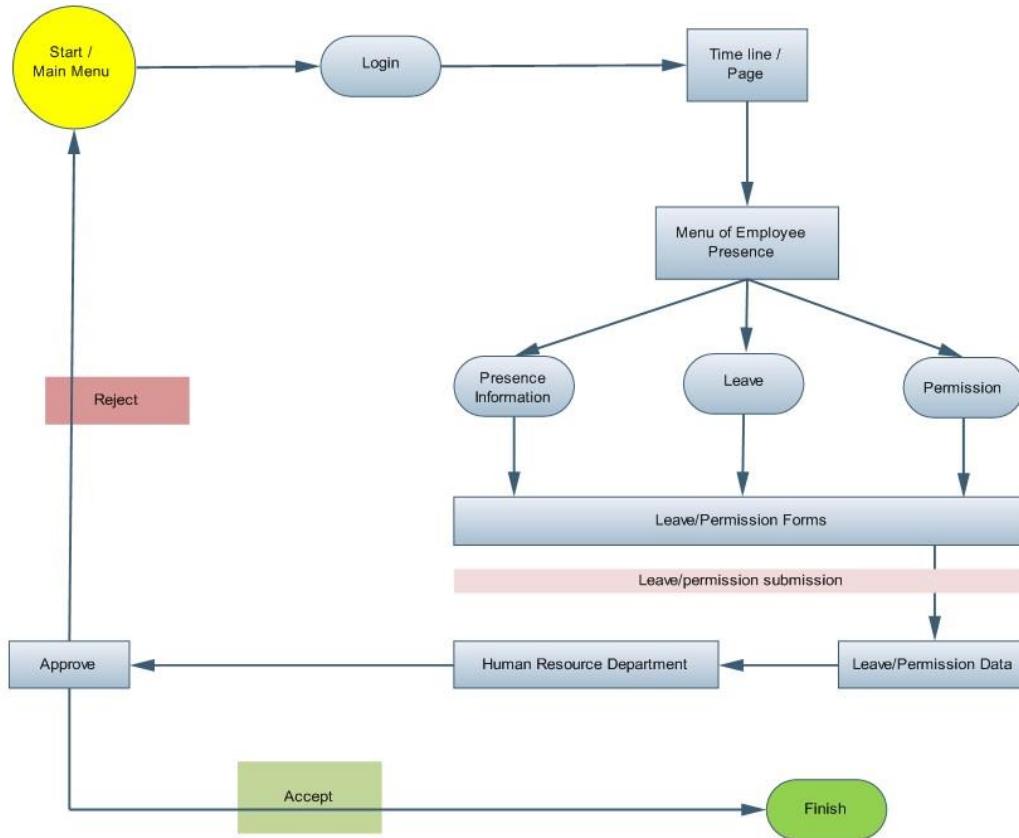 Start /
Main Menu
Login
Time line /
Page
Menu of Employee
Presence
Presence
Information
Leave
Permission
Reject
Leave/Permission Forms
Leave/permission submission
Approve
Human Resource Department
Leave/Permission Data
Accept
Finish